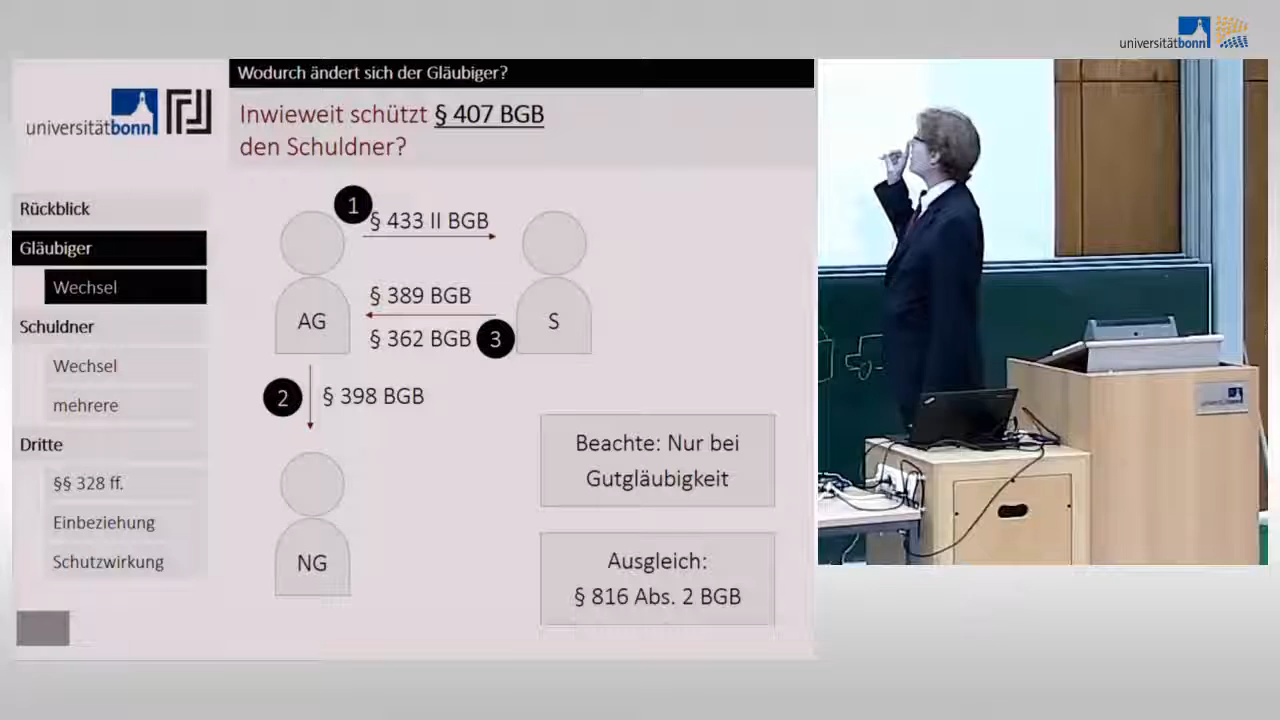 universitätbonn
Wodurch ändert sich der Gläubiger?
Inwieweit schützt § 407 BGB
den Schuldner?
universitätbonn
Rückblick
Gläubiger
Wechsel
Schuldner
Wechsel
mehrere
Dritte
§§ 328 ff.
Einbeziehung
Schutzwirkung
1
§ 433 II BGB
§ 389 BGB
AG
§ 362 BGB
3
S
2
§ 398 BGB
NG
Beachte: Nur bei
Gutgläubigkeit
Ausgleich:
§ 816 Abs. 2 BGB